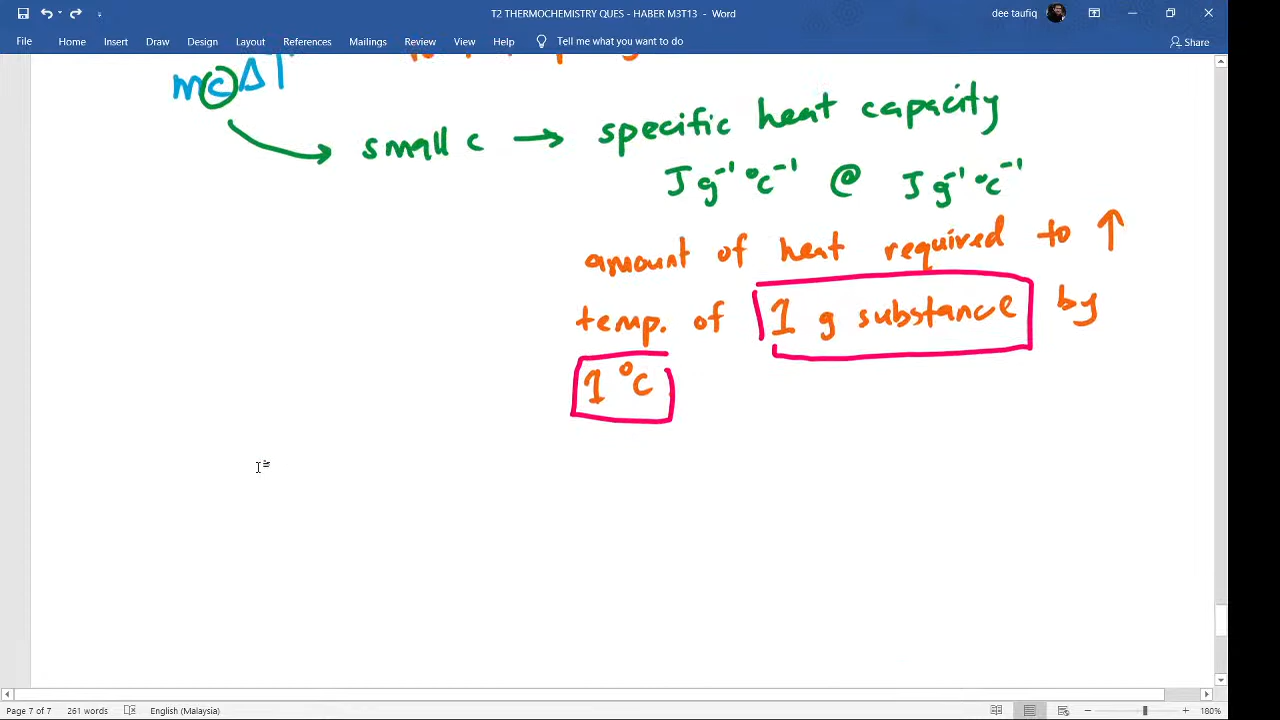 T2 THERMOCHEMISTRY QUES - HABER M3T13 - Word
dee taufiq
File Home Insert Draw Design Layout References Mailings Review View Help Tell me what you want to do Share
mcΔT
small c → specific heat capacity
J g⁻¹ °c⁻¹ @ J g⁻¹ °c⁻¹
amount of heat required to ↑
temp. of 1 g substance by
1 °C
Page 7 of 7 261 words English (Malaysia) 180%